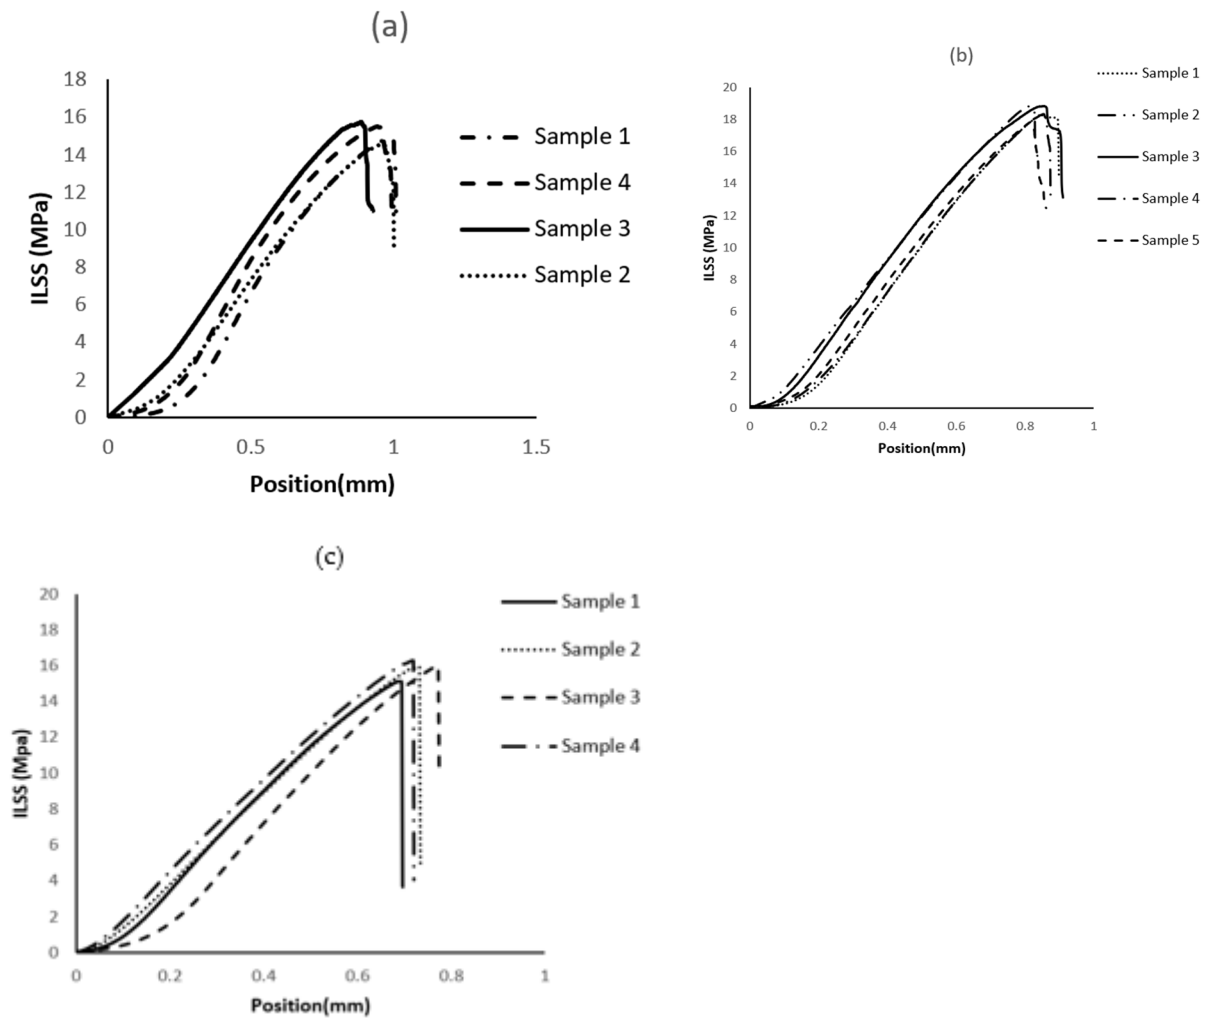 (a)
18
16
14
12
10
8
6
4
2
0
0 0.5 1 1.5
ILSS (MPa)
Position(mm)
Sample 1
Sample 4
Sample 3
Sample 2
(b)
20
18
16
14
12
10
8
6
4
2
0
0 0.2 0.4 0.6 0.8 1
ILSS (MPa)
Position(mm)
Sample 1
Sample 2
Sample 3
Sample 4
Sample 5
(c)
20
18
16
14
12
10
8
6
4
2
0
0 0.2 0.4 0.6 0.8 1
ILSS (Mpa)
Position(mm)
Sample 1
Sample 2
Sample 3
Sample 4